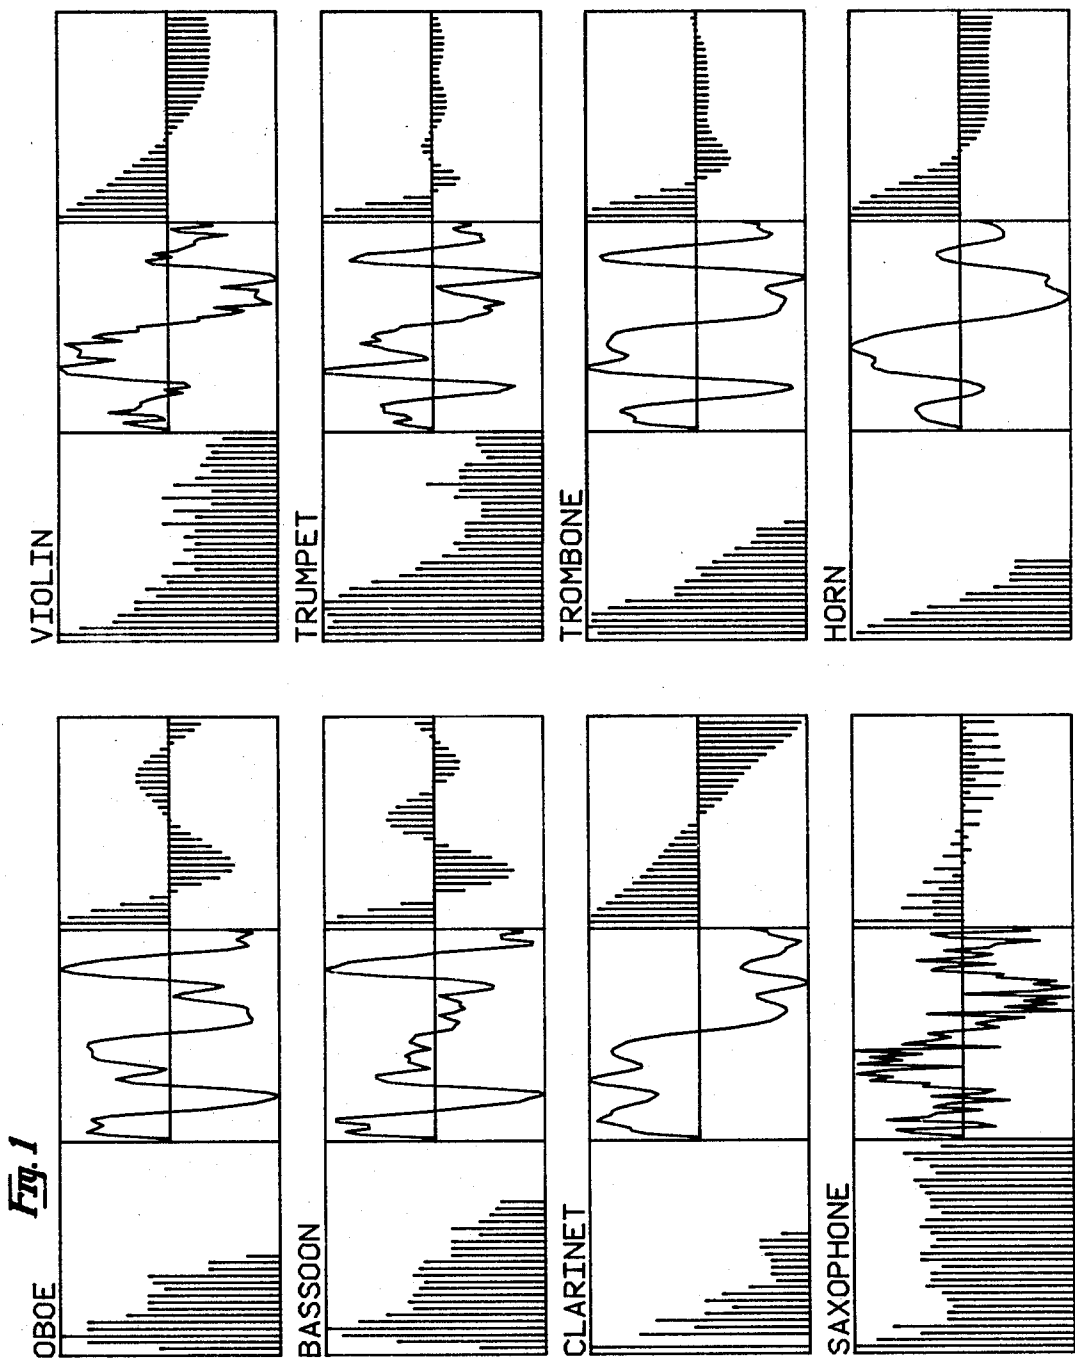 Fig. 1
OBOE
BASSOON
CLARINET
SAXOPHONE
VIOLIN
TRUMPET
TROMBONE
HORN